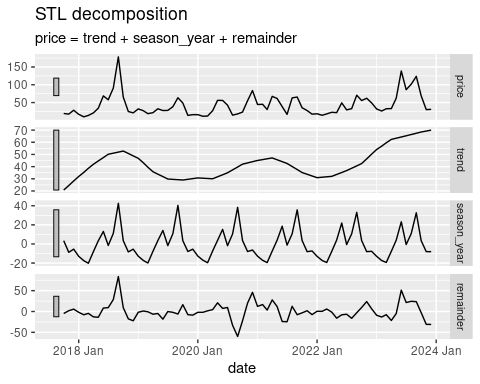 STL decomposition
price = trend + season_year + remainder
150
100
50
price
70
60
50
40
30
20
trend
40
20
0
-20
season_year
50
0
-50
remainder
2018 Jan 2020 Jan 2022 Jan 2024 Jan
date